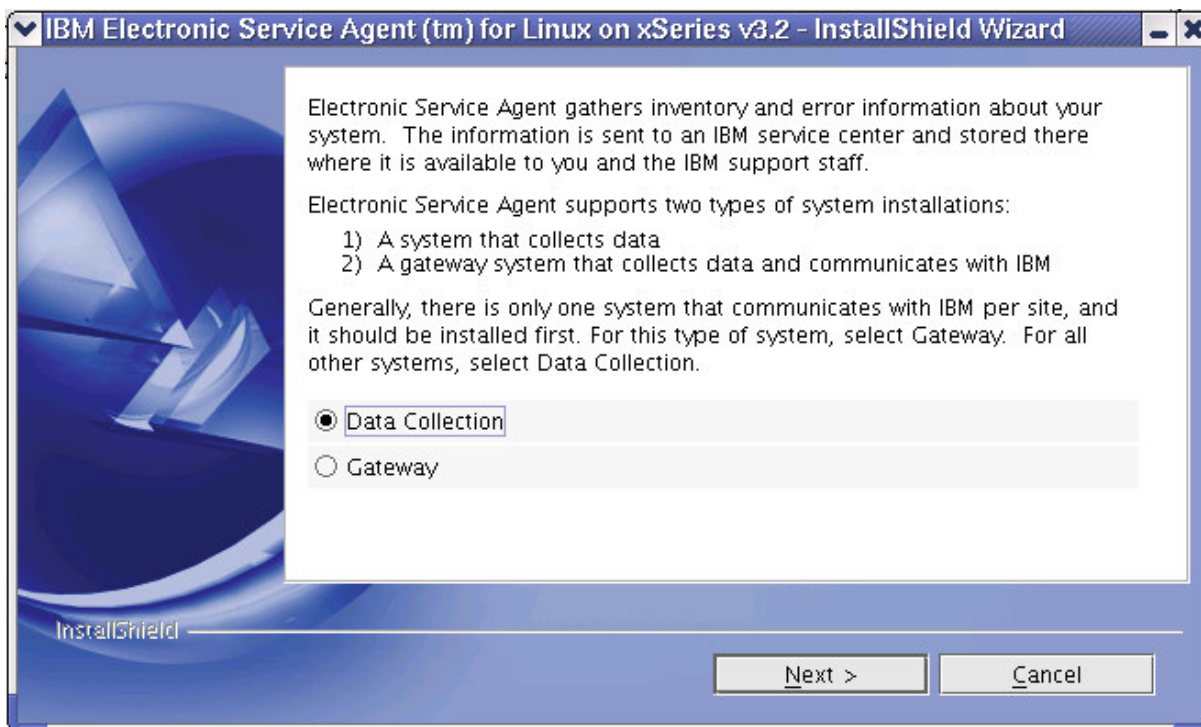 IBM Electronic Service Agent (tm) for Linux on xSeries v3.2 - InstallShield Wizard
Electronic Service Agent gathers inventory and error information about your
system. The information is sent to an IBM service center and stored there
where it is available to you and the IBM support staff.
Electronic Service Agent supports two types of system installations:
1) A system that collects data
2) A gateway system that collects data and communicates with IBM
Generally, there is only one system that communicates with IBM per site, and
it should be installed first. For this type of system, select Gateway. For all
other systems, select Data Collection.
Data Collection
Gateway
InstallShield
Next >
Cancel